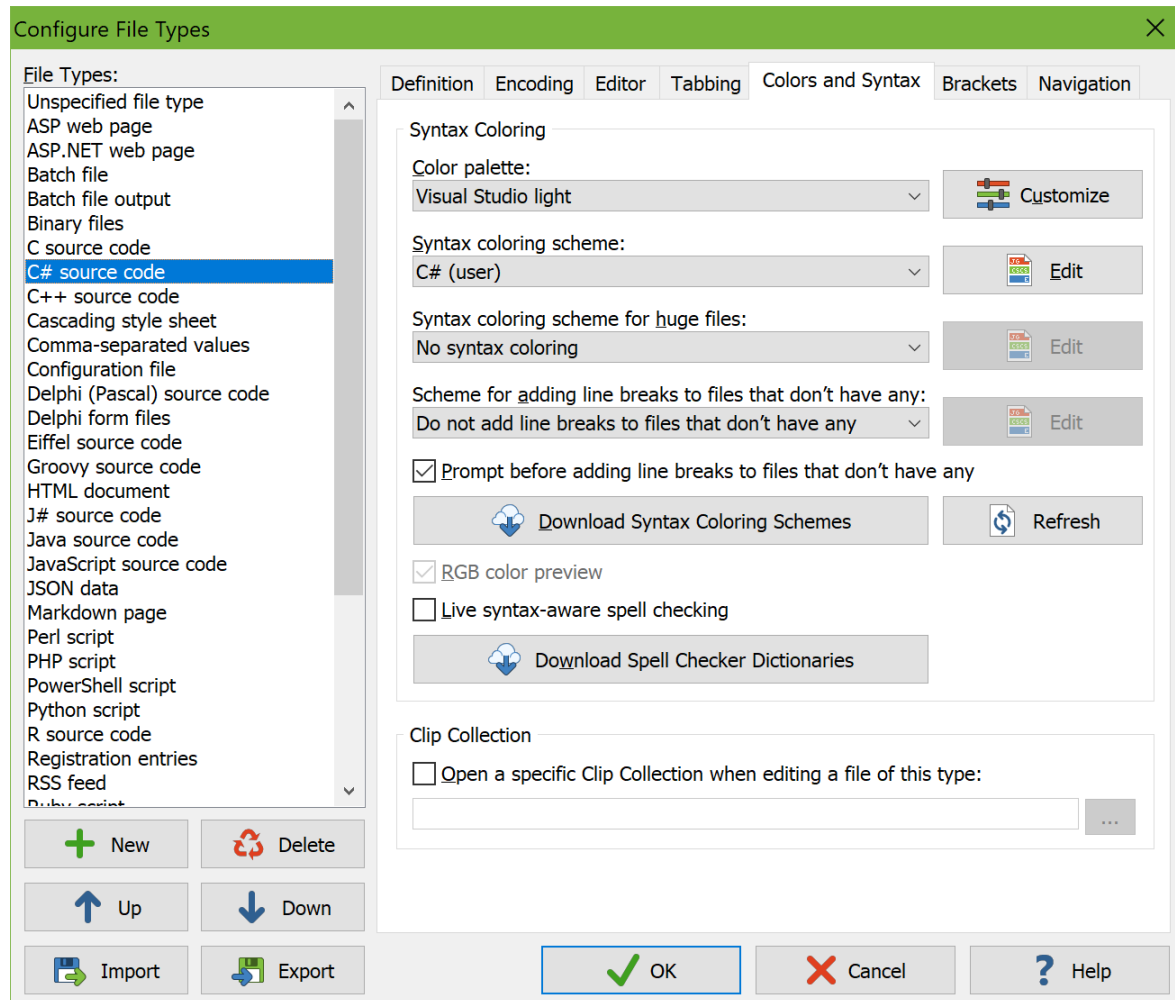 Configure File Types
File Types:
Unspecified file type
ASP web page
ASP.NET web page
Batch file
Batch file output
Binary files
C source code
C# source code
C++ source code
Cascading style sheet
Comma-separated values
Configuration file
Delphi (Pascal) source code
Delphi form files
Eiffel source code
Groovy source code
HTML document
J# source code
Java source code
JavaScript source code
JSON data
Markdown page
Perl script
PHP script
PowerShell script
Python script
R source code
Registration entries
RSS feed
Ruby script
New
Delete
Up
Down
Import
Export
Definition
Encoding
Editor
Tabbing
Colors and Syntax
Brackets
Navigation
Syntax Coloring
Color palette:
Visual Studio light
Customize
Syntax coloring scheme:
C# (user)
Edit
Syntax coloring scheme for huge files:
No syntax coloring
Edit
Scheme for adding line breaks to files that don’t have any:
Do not add line breaks to files that don’t have any
Edit
Prompt before adding line breaks to files that don’t have any
Download Syntax Coloring Schemes
Refresh
RGB color preview
Live syntax-aware spell checking
Download Spell Checker Dictionaries
Clip Collection
Open a specific Clip Collection when editing a file of this type:
...
OK
Cancel
Help